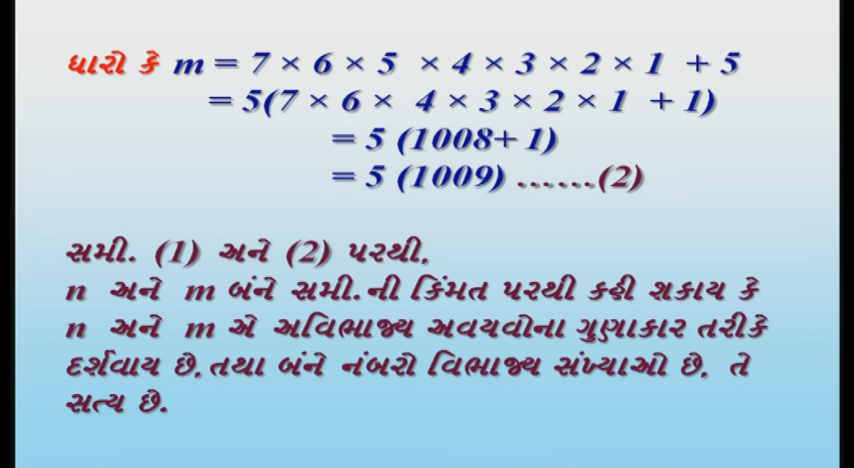 ધારો કે m = 7 × 6 × 5 × 4 × 3 × 2 × 1 + 5
= 5(7 × 6 × 4 × 3 × 2 × 1 + 1)
= 5 (1008+ 1)
= 5 (1009) ......(2)
સમી. (1) અને (2) પરથી,
n અને m બંને સમી.ની કિંમત પરથી કહી શકાય કે
n અને m એ અવિભાજ્ય અવયવોના ગુણાકાર તરીકે
દર્શવાય છે. તથા બંને નંબરો વિભાજ્ય સંખ્યાઓ છે, તે
સત્ય છે.